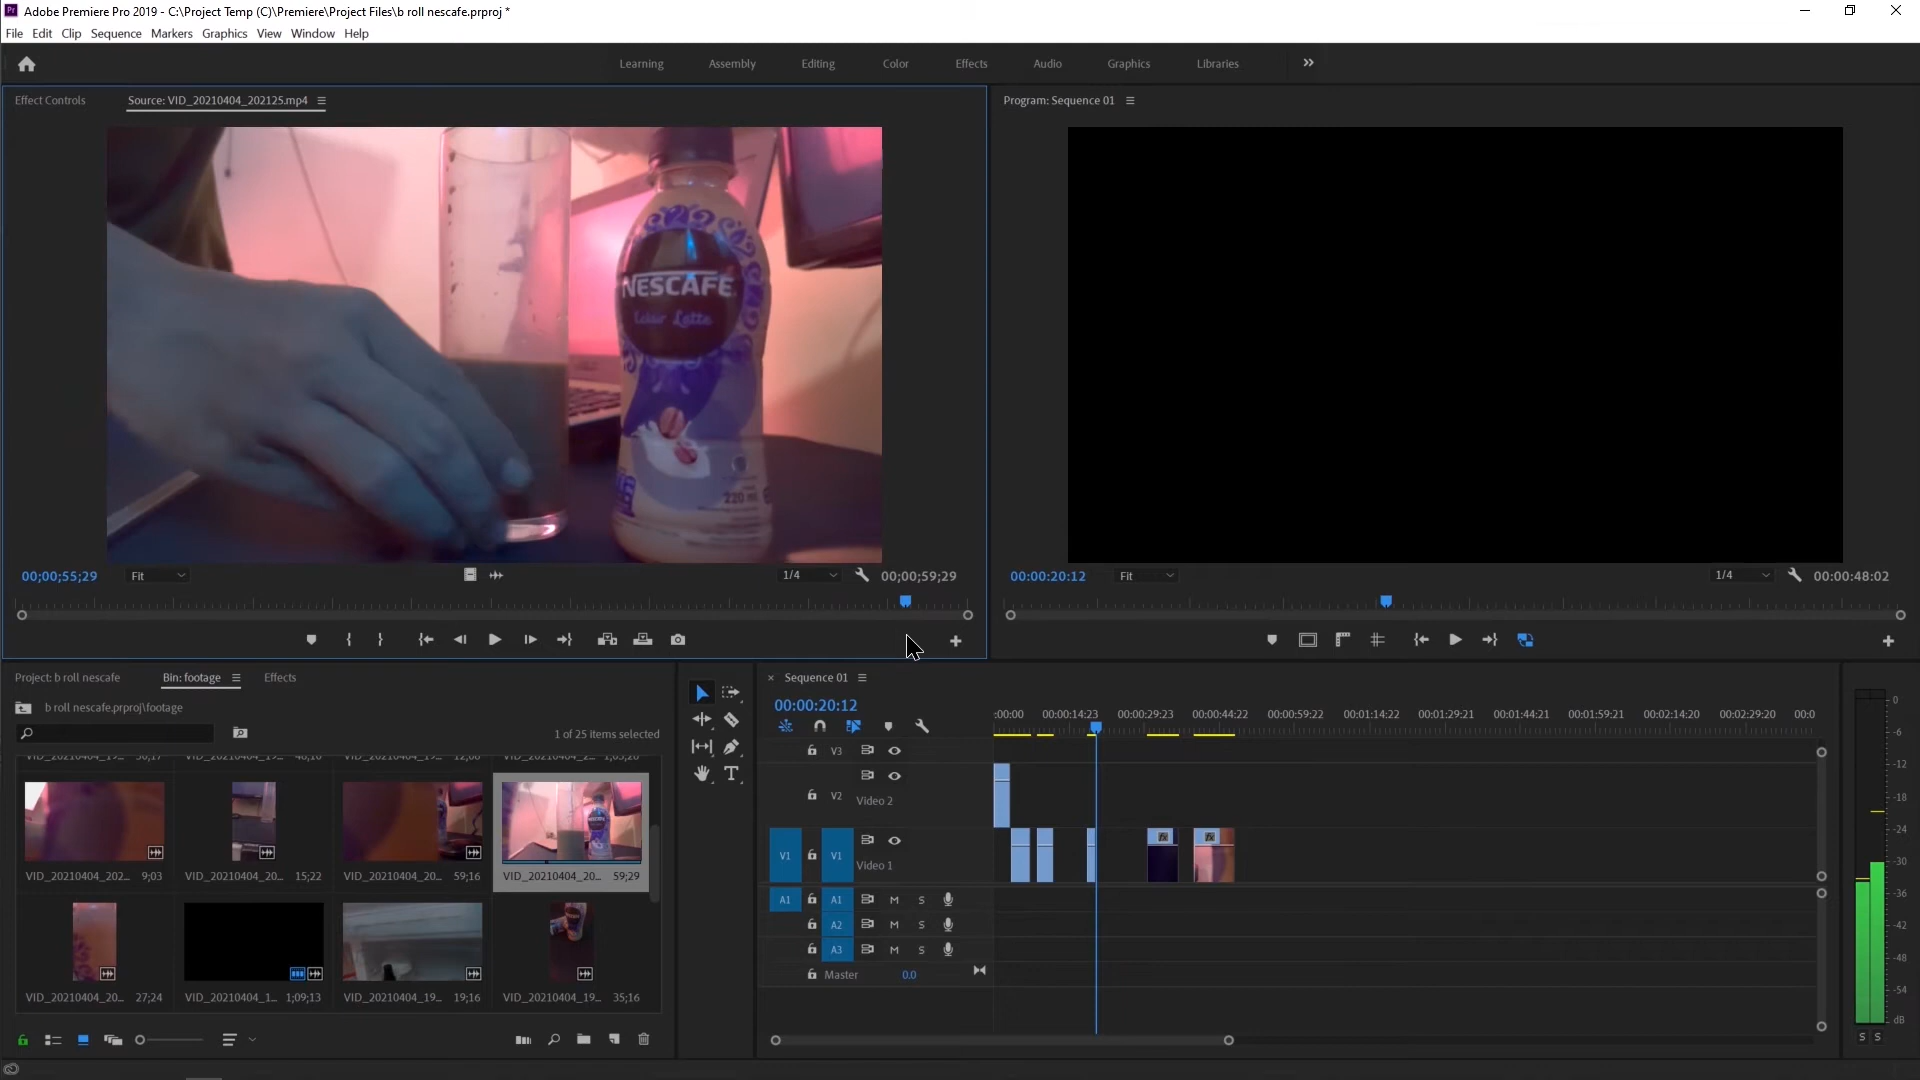 Adobe Premiere Pro 2019 - C:\Project Temp (C)\Premiere\Project Files\b roll nescafe.prproj *
File Edit Clip Sequence Markers Graphics View Window Help
Learning Assembly Editing Color Effects Audio Graphics Libraries
Effect Controls Source: VID_20210404_202125.mp4 Program: Sequence 01
NESCAFÉ
Latte
220 ml
00;00;55;29 Fit 1/4 00;00;59;29 00:00:20:12 Fit 1/4 00:00:48:02
Project: b roll nescafe Bin: footage Effects
b roll nescafe.prproj\footage
1 of 25 items selected
VID_20210404_202... 9;03 VID_20210404_20... 15;22 VID_20210404_20... 59;16 VID_20210404_20... 59;29
VID_20210404_20... 27;24 VID_20210404_1... 1;09;13 VID_20210404_19... 19;16 VID_20210404_19... 35;16
× Sequence 01
00:00:20:12
:00:00 00:00:14:23 00:00:29:23 00:00:44:22 00:00:59:22 00:01:14:22 00:01:29:21 00:01:44:21 00:01:59:21 00:02:14:20 00:02:29:20 00:0
V3
V2 Video 2
V1 V1 Video 1
fx fx
A1 A1 M S
A2 M S
A3 M S
Master 0.0
0
-6
-12
-18
-24
-30
-36
-42
-48
-54
dB
S S